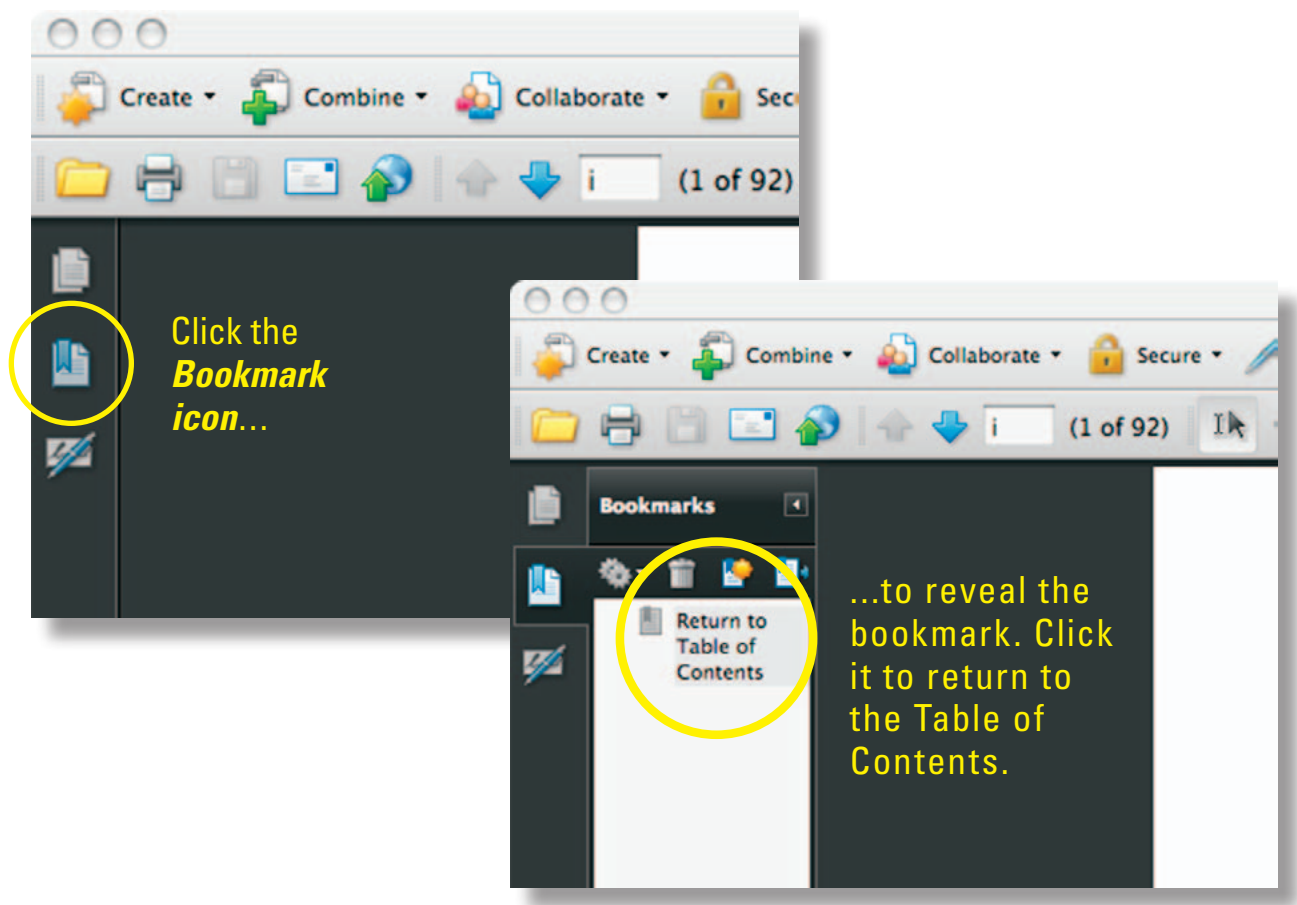 Create Combine Collaborate Sec
i (1 of 92)
Click the
Bookmark
icon...
Create Combine Collaborate Secure
i (1 of 92)
Bookmarks
Return to
Table of
Contents
...to reveal the
bookmark. Click
it to return to
the Table of
Contents.